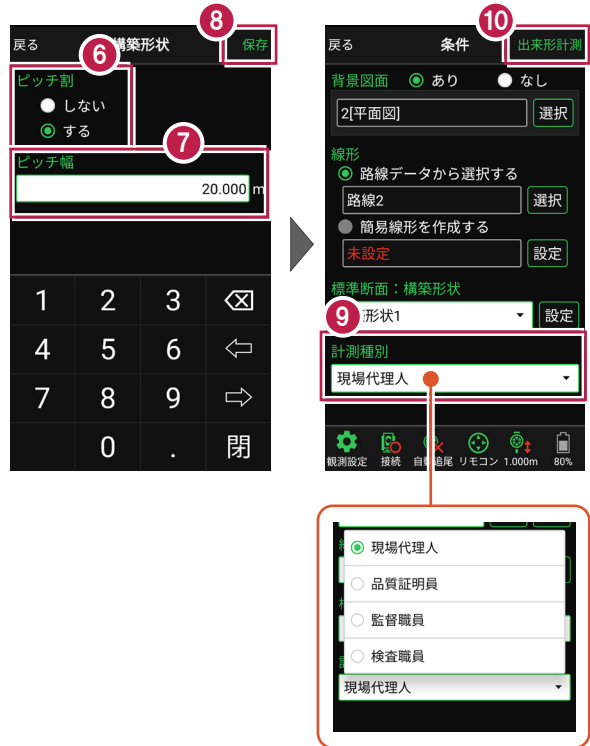 戻る 構築形状 保存
6
8
ピッチ割
しない
する
7
ピッチ幅
20.000 m
1 2 3
4 5 6
7 8 9
0 . 閉
10
戻る 条件 出来形計測
背景図面 あり なし
2[平面図] 選択
線形
路線データから選択する
路線2 選択
簡易線形を作成する
未設定 設定
標準断面：構築形状
9
形状1 設定
計測種別
現場代理人
観測設定 接続 自動追尾 リモコン 1.000m 80%
現場代理人
品質証明員
監督職員
検査職員
現場代理人